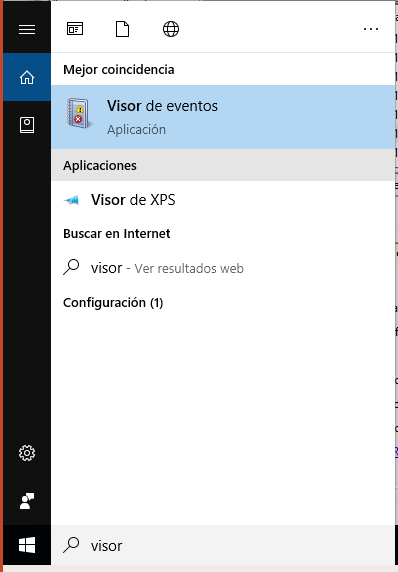 Mejor coincidencia
Visor de eventos
Aplicación
Aplicaciones
Visor de XPS
Buscar en Internet
visor - Ver resultados web
Configuración (1)
visor